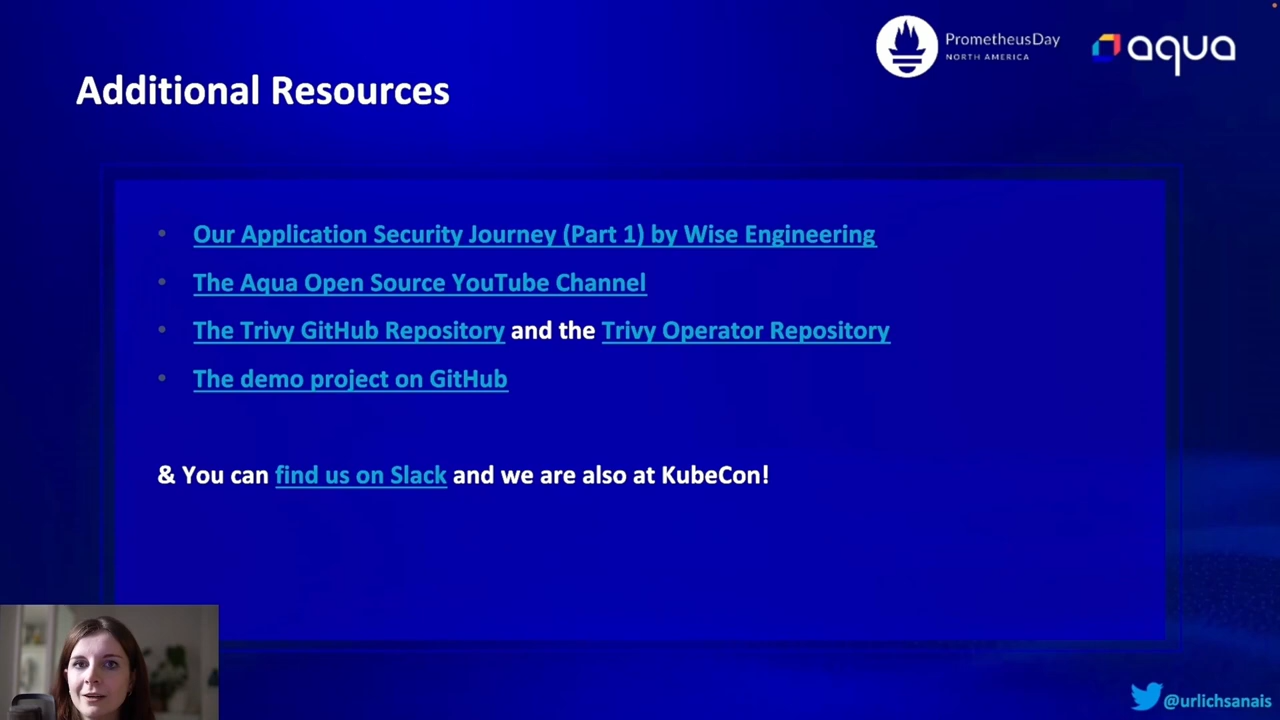 PrometheusDay
NORTH AMERICA
aqua
Additional Resources
• Our Application Security Journey (Part 1) by Wise Engineering
• The Aqua Open Source YouTube Channel
• The Trivy GitHub Repository and the Trivy Operator Repository
• The demo project on GitHub
& You can find us on Slack and we are also at KubeCon!
@urlichsanais